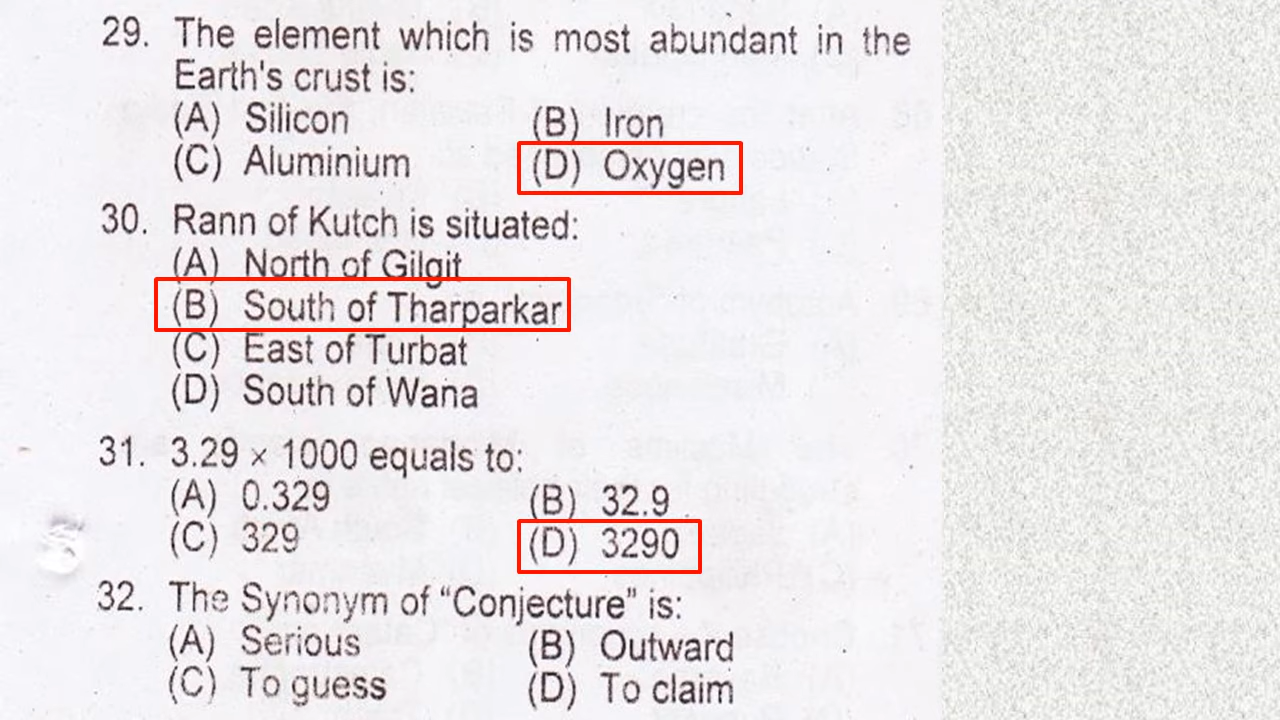 29. The element which is most abundant in the
Earth's crust is:
(A) Silicon (B) Iron
(C) Aluminium (D) Oxygen
30. Rann of Kutch is situated:
(A) North of Gilgit
(B) South of Tharparkar
(C) East of Turbat
(D) South of Wana
31. 3.29 × 1000 equals to:
(A) 0.329 (B) 32.9
(C) 329 (D) 3290
32. The Synonym of “Conjecture” is:
(A) Serious (B) Outward
(C) To guess (D) To claim